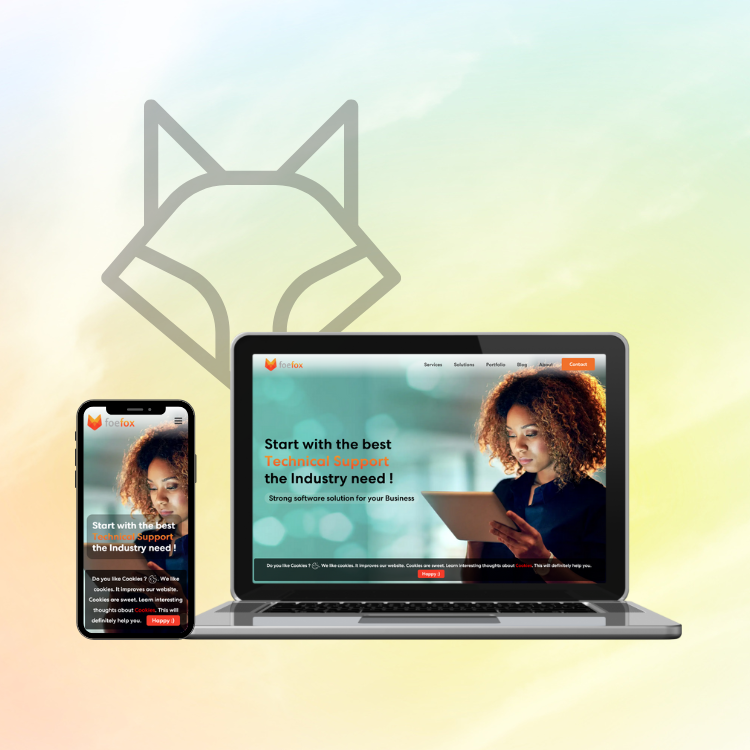 foefox
Services Solutions Portfolio Blog About Contact
Start with the best
Technical Support
the Industry need !
Strong software solution for your Business
Do you like Cookies ? We like cookies. It improves our website. Cookies are sweet. Learn interesting thoughts about Cookies. This will definitely help you.
Happy :)
foefox
Start with the best
Technical Support
the Industry need !
Do you like Cookies ? We like
cookies. It improves our website.
Cookies are sweet. Learn interesting
thoughts about Cookies. This will
definitely help you. Happy :)